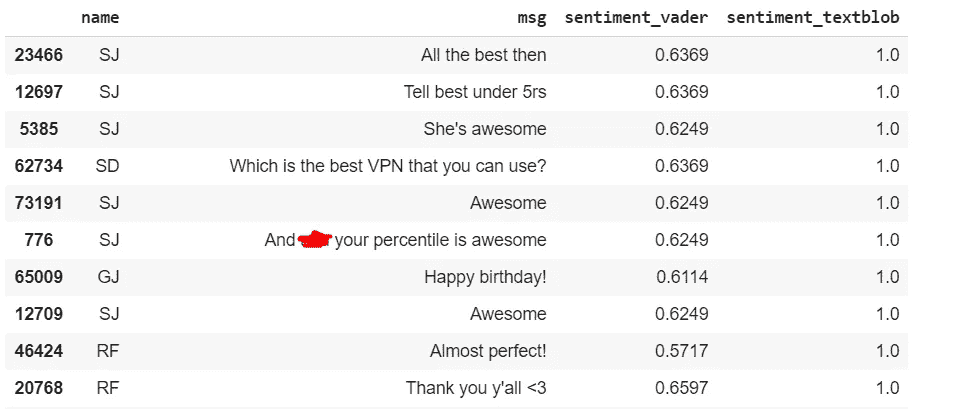 name msg sentiment_vader sentiment_textblob
23466 SJ All the best then 0.6369 1.0
12697 SJ Tell best under 5rs 0.6369 1.0
5385 SJ She's awesome 0.6249 1.0
62734 SD Which is the best VPN that you can use? 0.6369 1.0
73191 SJ Awesome 0.6249 1.0
776 SJ And your percentile is awesome 0.6249 1.0
65009 GJ Happy birthday! 0.6114 1.0
12709 SJ Awesome 0.6249 1.0
46424 RF Almost perfect! 0.5717 1.0
20768 RF Thank you y'all <3 0.6597 1.0